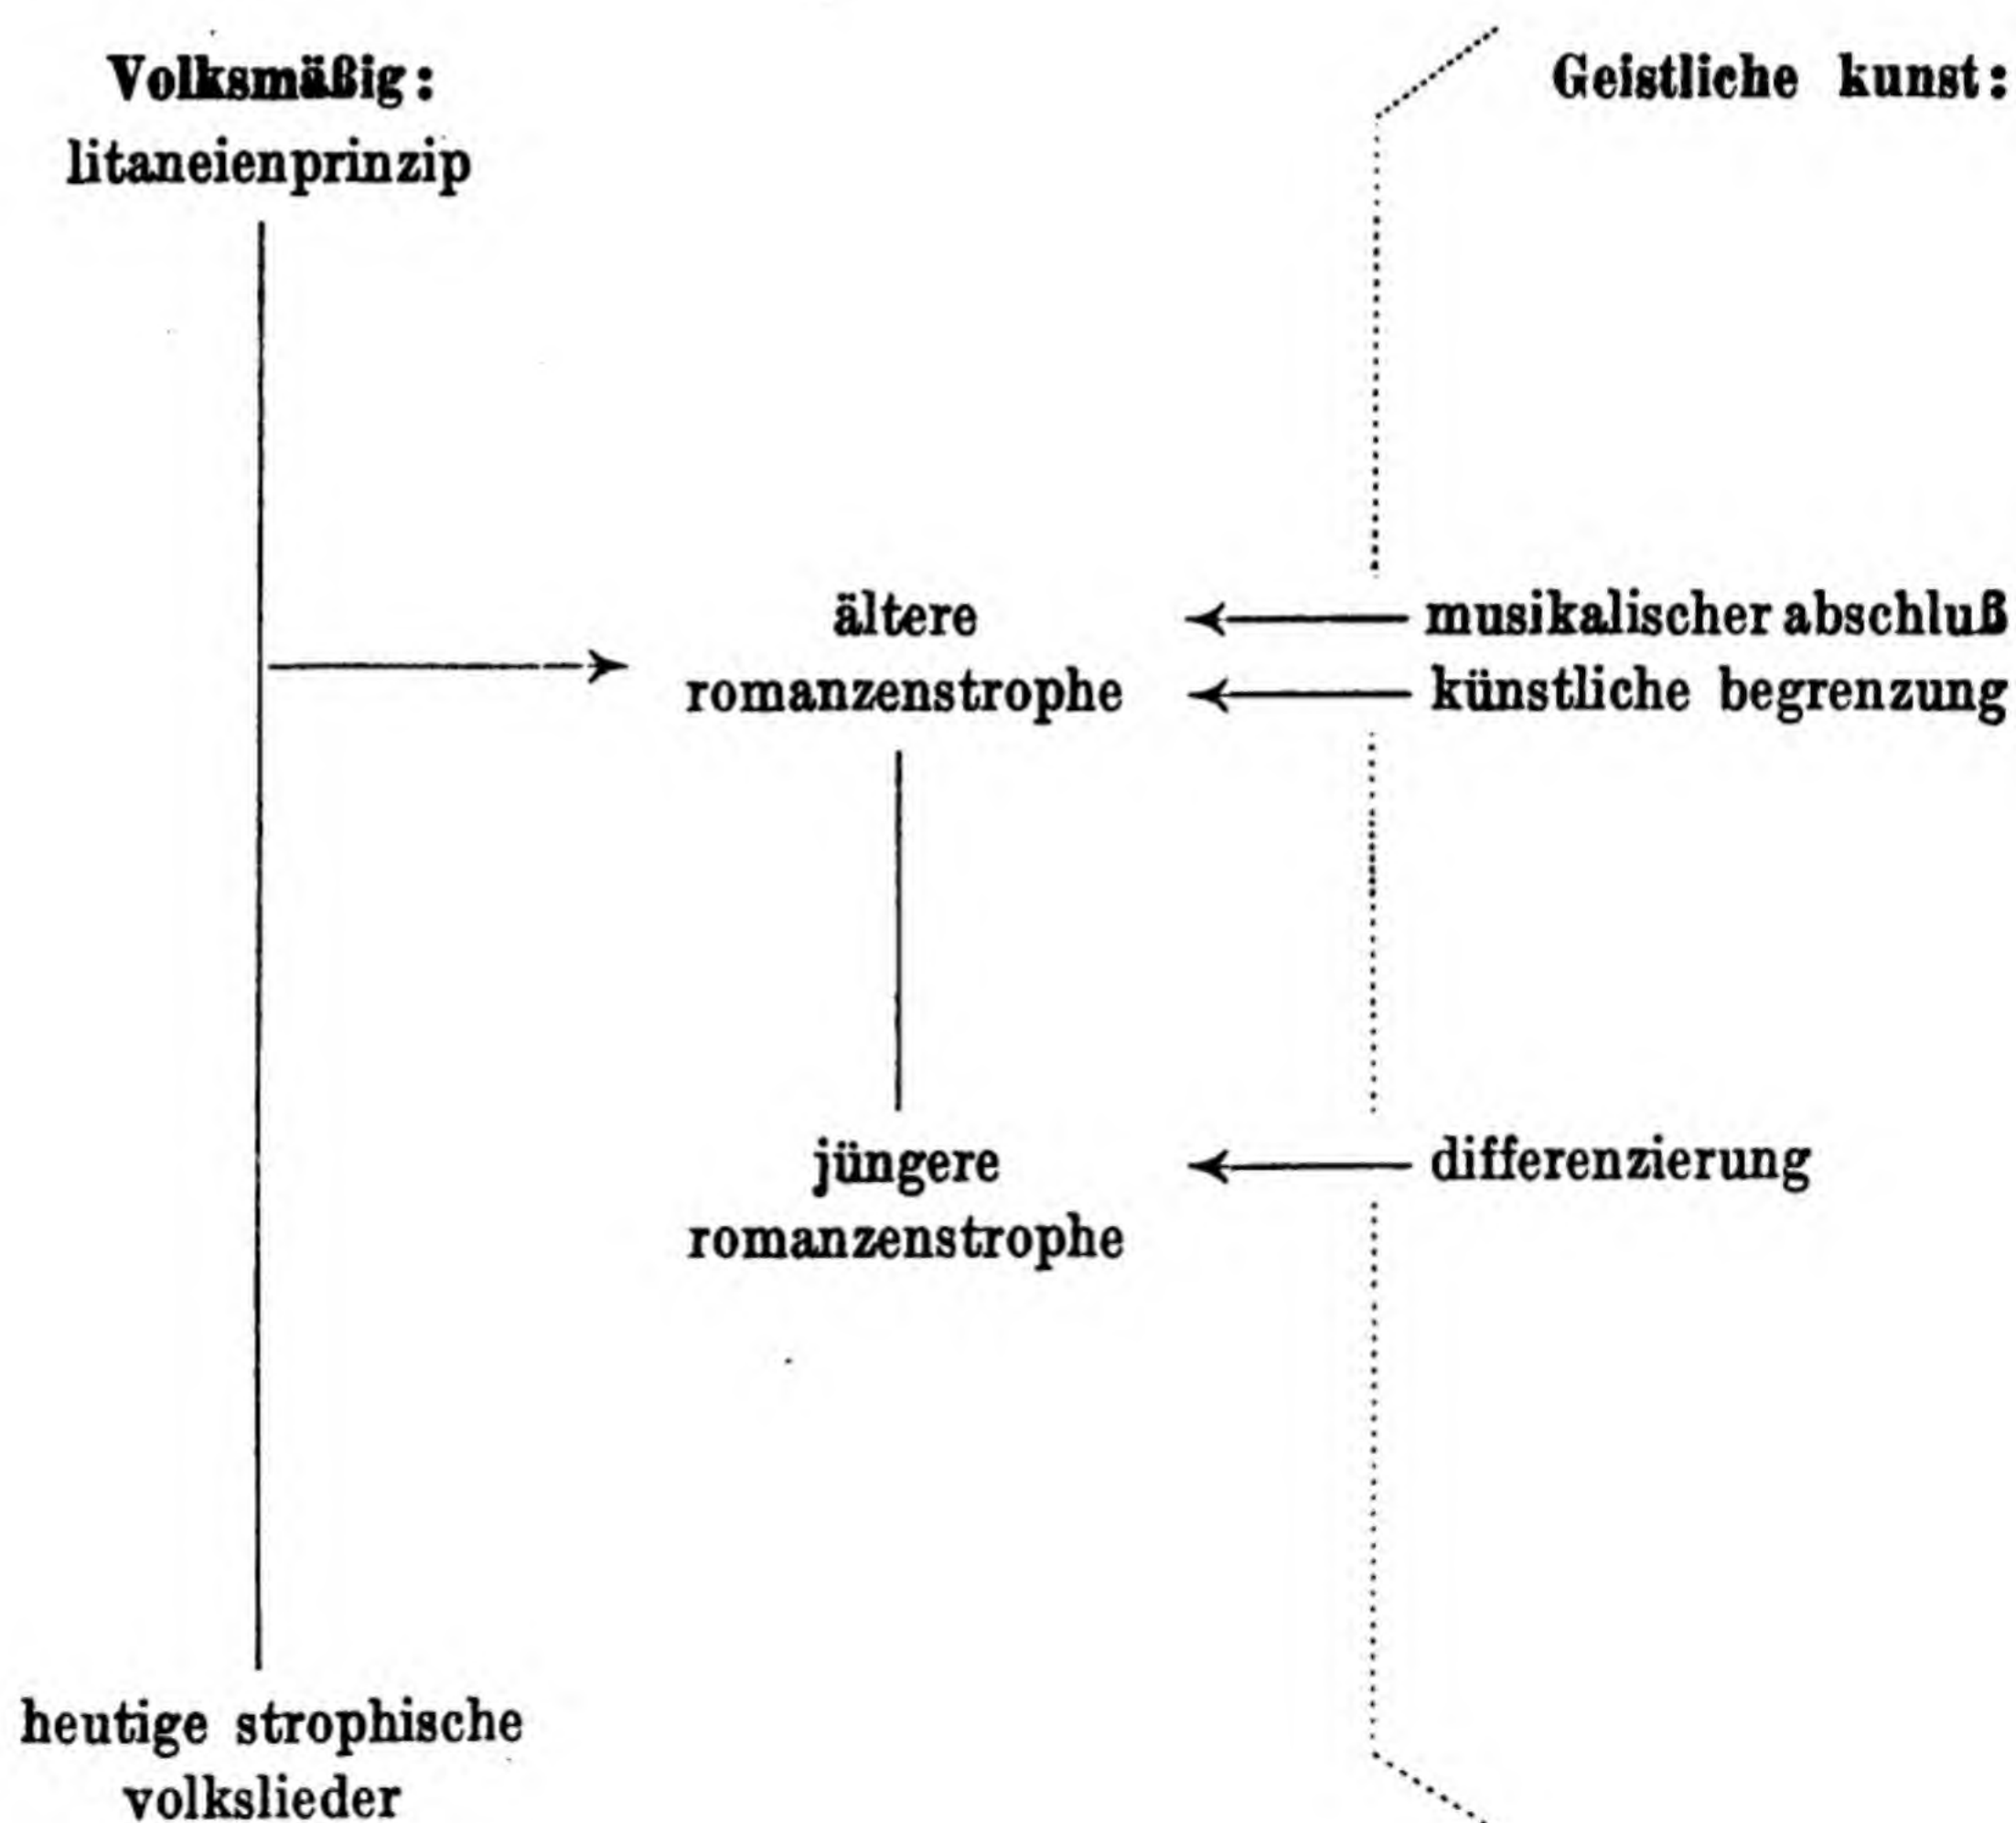 Volksmäßig:
litaneienprinzip
Geistliche kunst:
ältere
romanzenstrophe
musikalischer abschluß
künstliche begrenzung
jüngere
romanzenstrophe
differenzierung
heutige strophische
volkslieder